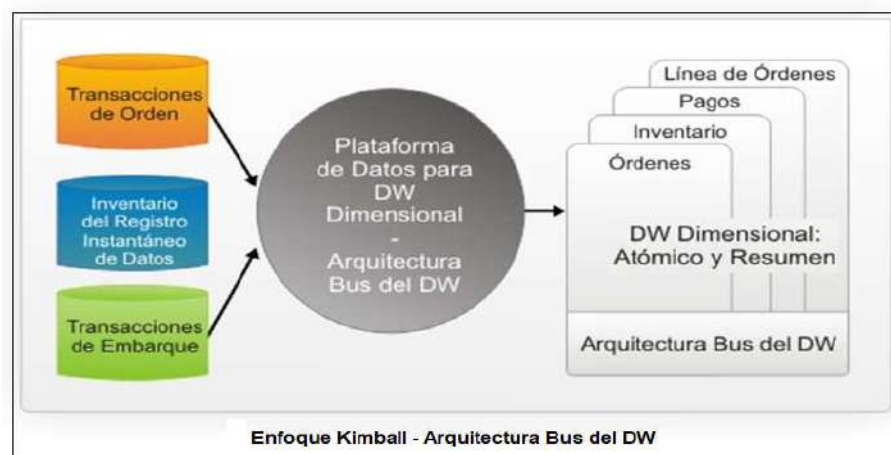 Transacciones
de Orden
Inventario
del Registro
Instantáneo
de Datos
Transacciones
de Embarque
Plataforma
de Datos para
DW
Dimensional
-
Arquitectura
Bus del DW
Línea de Órdenes
Pagos
Inventario
Órdenes
DW Dimensional:
Atómico y Resumen
Arquitectura Bus del DW
Enfoque Kimball - Arquitectura Bus del DW